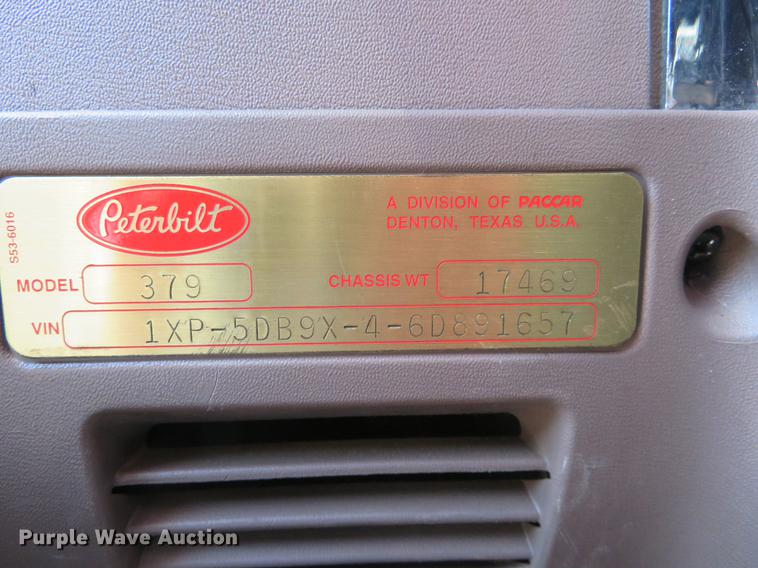 Peterbilt
A DIVISION OF PACCAR
DENTON, TEXAS U.S.A.
S53-6016
MODEL 379 CHASSIS WT 17469
VIN 1XP-5DB9X-4-6D891657
Purple Wave Auction